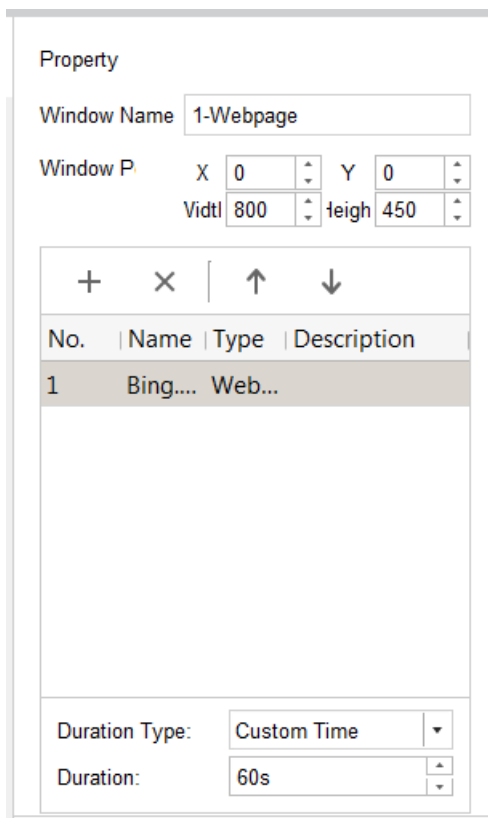 Property
Window Name 1-Webpage
Window P X 0 Y 0
Vidtl 800 Heigh 450
No. Name Type Description
1 Bing.... Web...
Duration Type: Custom Time
Duration: 60s